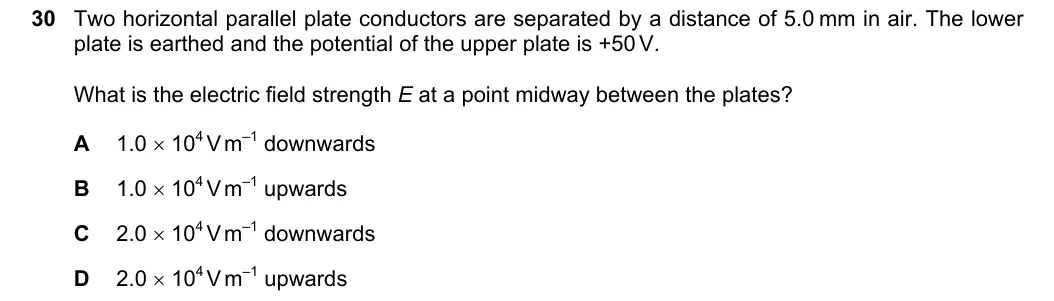 30 Two horizontal parallel plate conductors are separated by a distance of 5.0 mm in air. The lower
plate is earthed and the potential of the upper plate is +50 V.
What is the electric field strength E at a point midway between the plates?
A 1.0 × 10⁴ V m⁻¹ downwards
B 1.0 × 10⁴ V m⁻¹ upwards
C 2.0 × 10⁴ V m⁻¹ downwards
D 2.0 × 10⁴ V m⁻¹ upwards